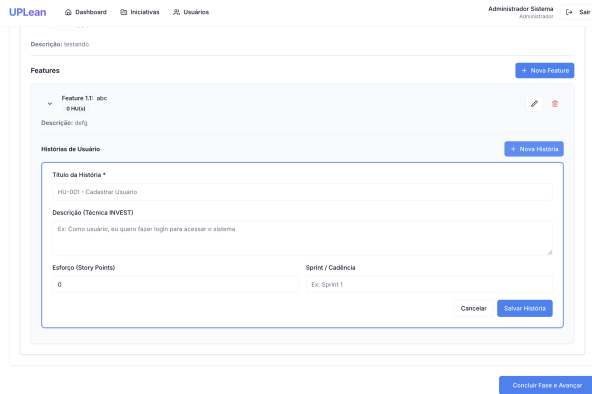 UPLean
Dashboard
Iniciativas
Usuários
Administrador Sistema
Administrador
Sair
Descrição: testando
Features
+ Nova Feature
Feature 1.1: abc
0 HU(s)
Descrição: defg
Histórias de Usuário
+ Nova História
Título da História *
HU-001 - Cadastrar Usuário
Descrição (Técnica INVEST)
Ex: Como usuário, eu quero fazer login para acessar o sistema
Esforço (Story Points)
Sprint / Cadência
0
Ex: Sprint 1
Cancelar
Salvar História
Concluir Fase e Avançar